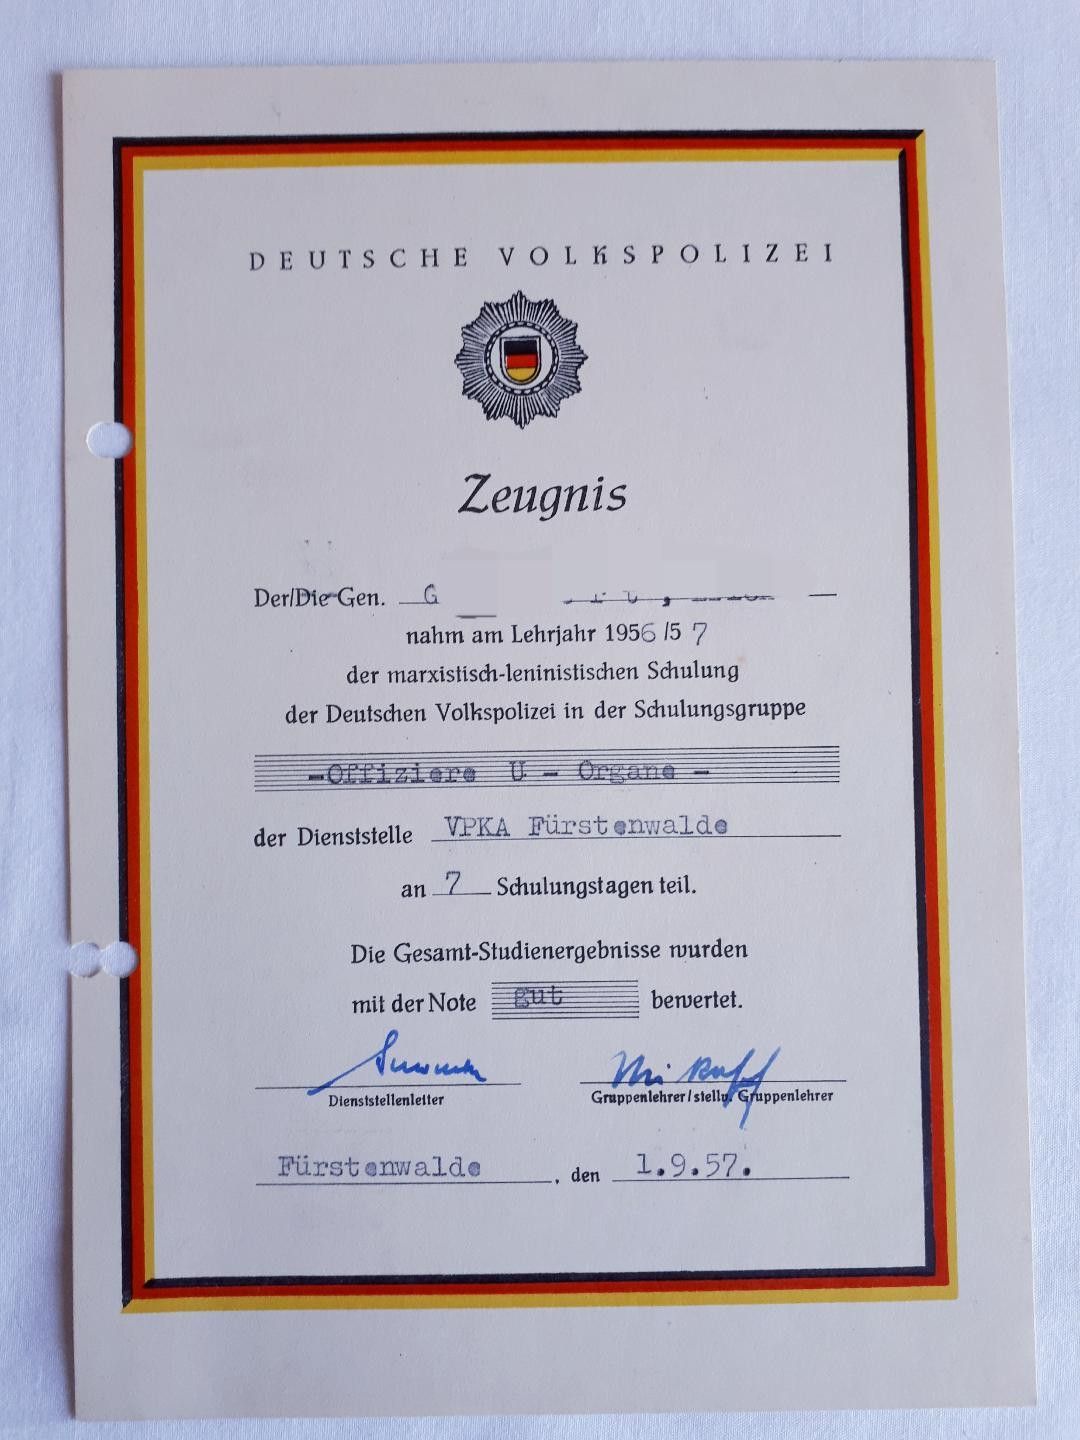 DEUTSCHE VOLKSPOLIZEI
Zeugnis
Der/Die Gen. G
nahm am Lehrjahr 1956/57
der marxistisch-leninistischen Schulung
der Deutschen Volkspolizei in der Schulungsgruppe
-Offiziere U - Organe -
der Dienststelle VPKA Fürstenwalde
an 7 Schulungstagen teil.
Die Gesamt-Studienergebnisse wurden
mit der Note gut bewertet.
Dienststellenleiter
Gruppenlehrer/stellv. Gruppenlehrer
Fürstenwalde, den 1.9.57.